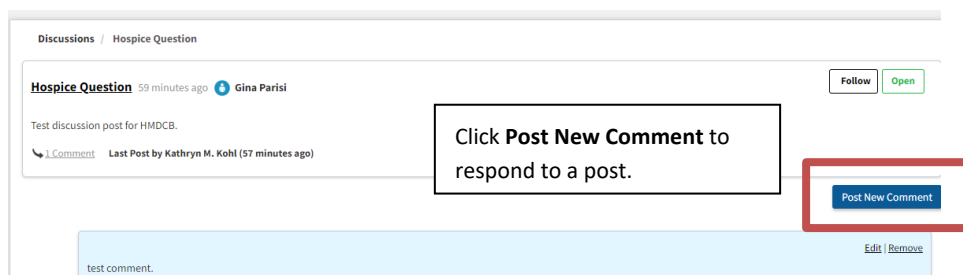 Discussions / Hospice Question
Hospice Question 59 minutes ago Gina Parisi
Follow Open
Test discussion post for HMDCB.
Click Post New Comment to
respond to a post.
1 Comment Last Post by Kathryn M. Kohl (57 minutes ago)
Post New Comment
Edit | Remove
test comment.